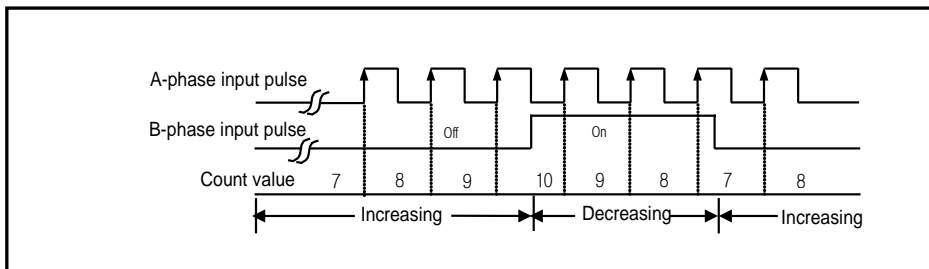 A-phase input pulse
B-phase input pulse
Off
On
Count value
7 8 9 10 9 8 7 8
Increasing
Decreasing
Increasing